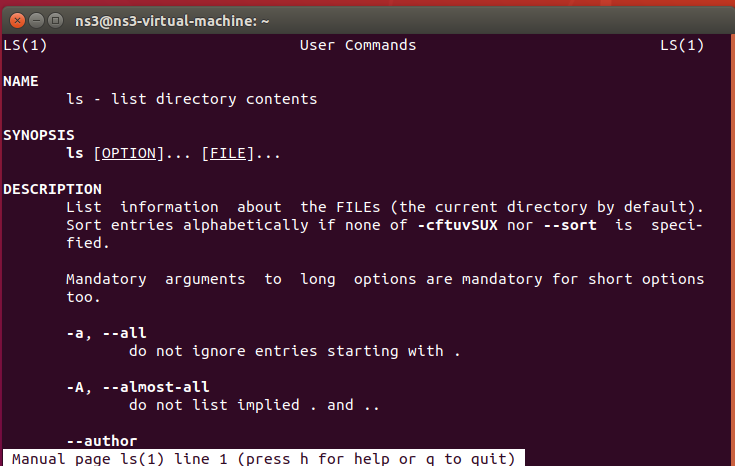 ns3@ns3-virtual-machine: ~
LS(1) User Commands LS(1)
NAME
ls - list directory contents
SYNOPSIS
ls [OPTION]... [FILE]...
DESCRIPTION
List information about the FILEs (the current directory by default).
Sort entries alphabetically if none of -cftuvSUX nor --sort is speci-
fied.
Mandatory arguments to long options are mandatory for short options
too.
-a, --all
do not ignore entries starting with .
-A, --almost-all
do not list implied . and ..
--author
Manual page ls(1) line 1 (press h for help or q to quit)